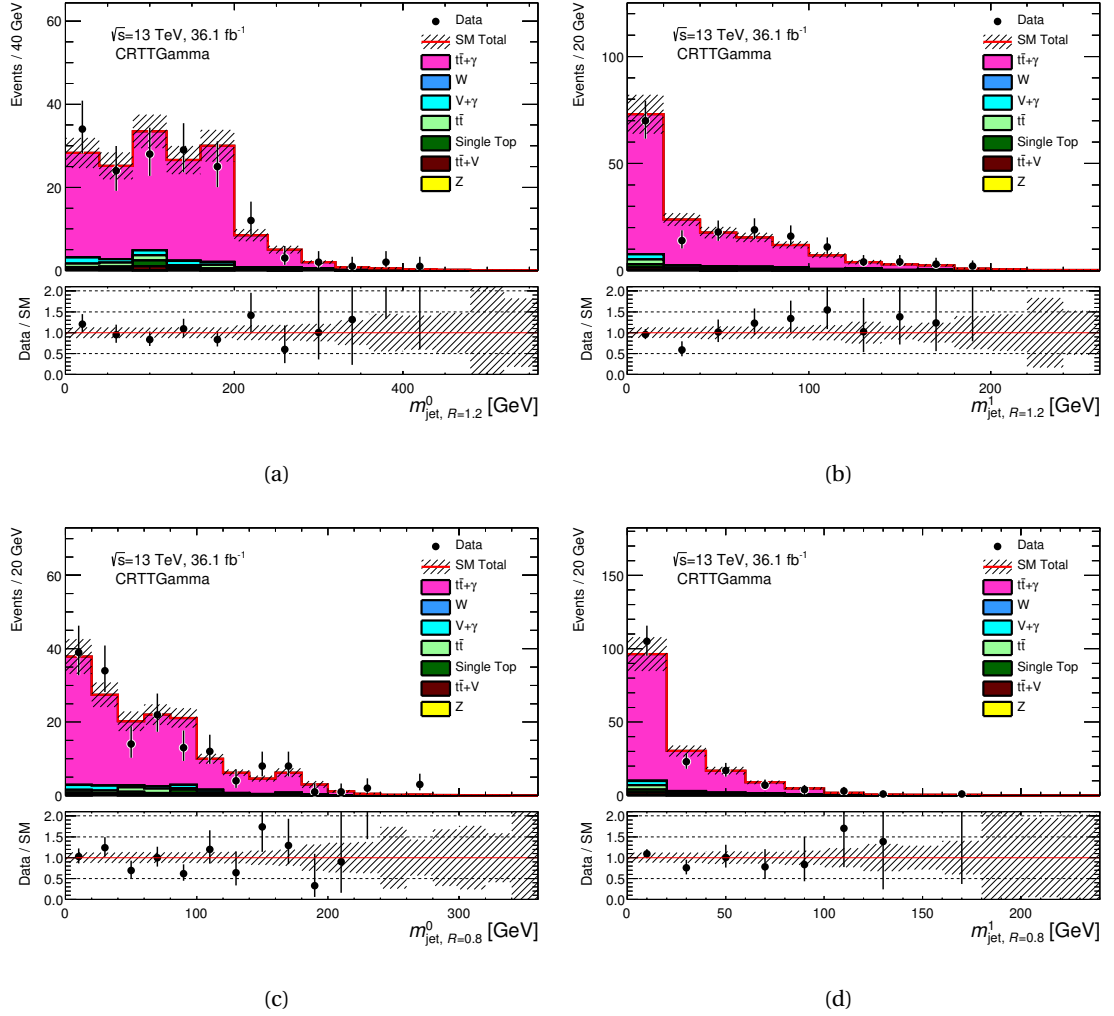 Events / 40 GeV
60
40
20
0
√s=13 TeV, 36.1 fb⁻¹
CRTTGamma
Data
SM Total
tt̄+γ
W
V+γ
tt̄
Single Top
tt̄+V
Z
Data / SM
2.0
1.5
1.0
0.5
0.0
0 200 400
m⁰jet, R=1.2 [GeV]
(a)
Events / 20 GeV
100
50
0
√s=13 TeV, 36.1 fb⁻¹
CRTTGamma
Data
SM Total
tt̄+γ
W
V+γ
tt̄
Single Top
tt̄+V
Z
Data / SM
2.0
1.5
1.0
0.5
0.0
0 100 200
m¹jet, R=1.2 [GeV]
(b)
Events / 20 GeV
60
40
20
0
√s=13 TeV, 36.1 fb⁻¹
CRTTGamma
Data
SM Total
tt̄+γ
W
V+γ
tt̄
Single Top
tt̄+V
Z
Data / SM
2.0
1.5
1.0
0.5
0.0
0 100 200 300
m⁰jet, R=0.8 [GeV]
(c)
Events / 20 GeV
150
100
50
0
√s=13 TeV, 36.1 fb⁻¹
CRTTGamma
Data
SM Total
tt̄+γ
W
V+γ
tt̄
Single Top
tt̄+V
Z
Data / SM
2.0
1.5
1.0
0.5
0.0
0 50 100 150 200
m¹jet, R=0.8 [GeV]
(d)